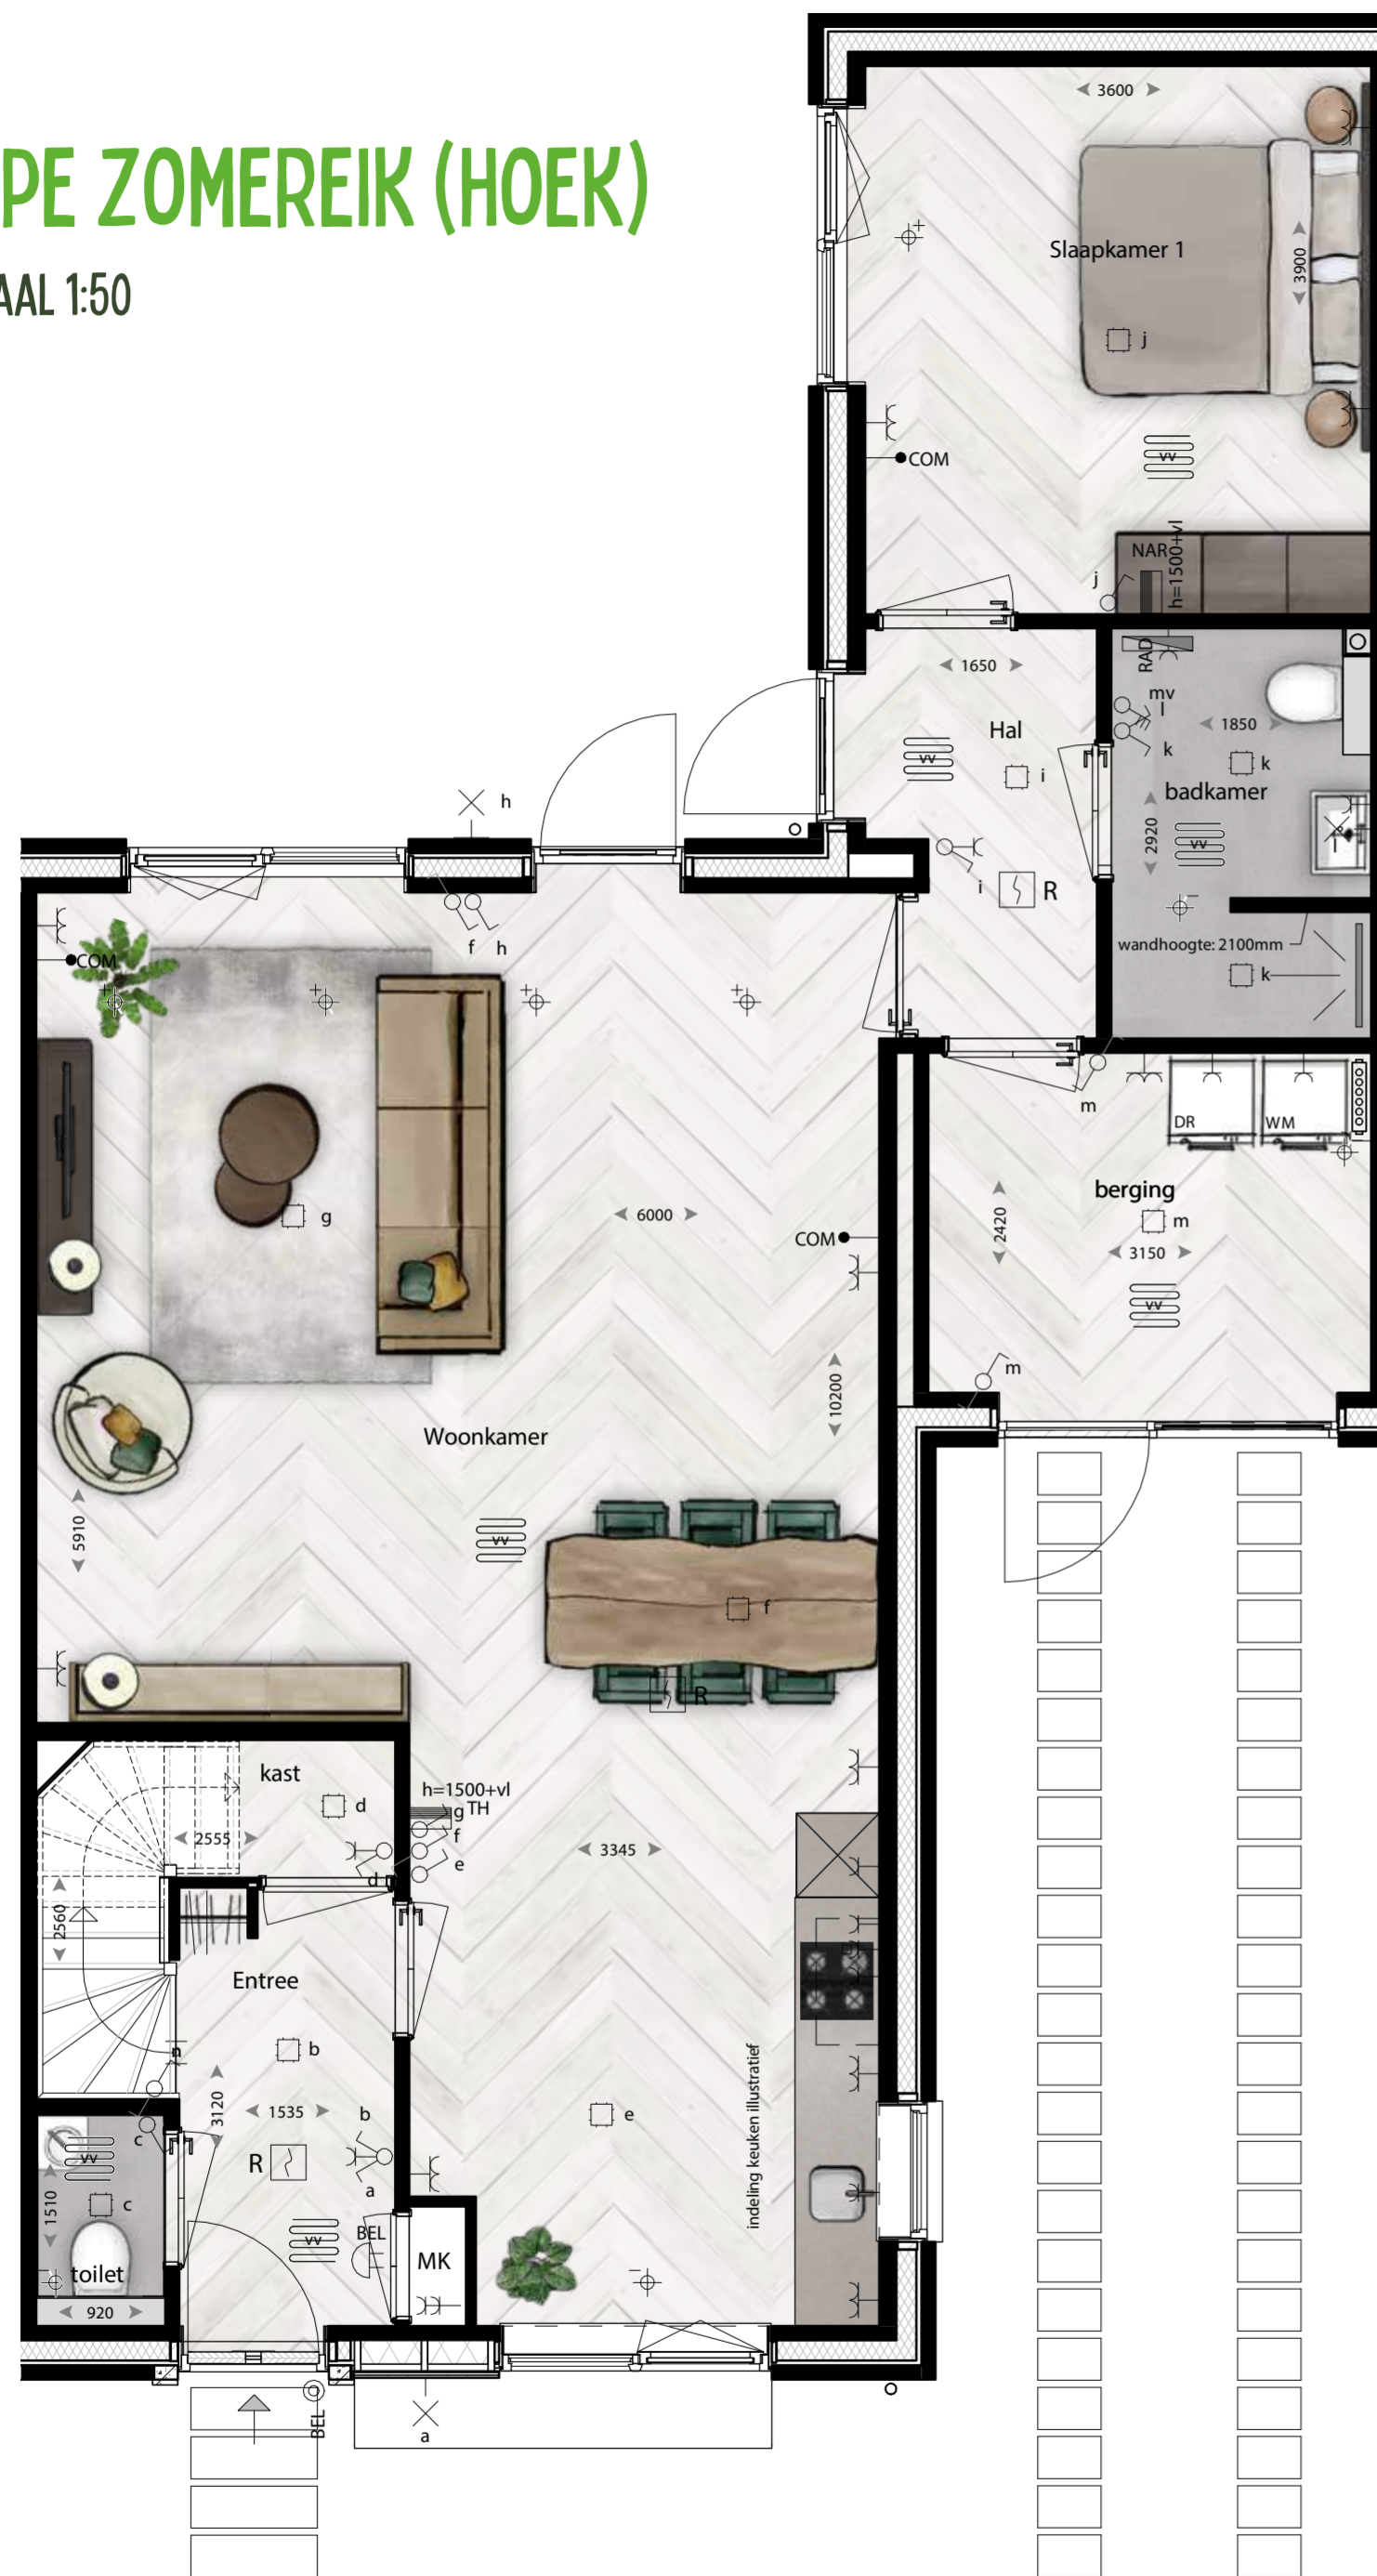 PE ZOMEREIK (HOEK)
AAL 1:50
3600
Slaapkamer 1
3900
j
vv
COM
NAR
h=1500+vl
j
1650
RAD
mv
l
k
1850
Hal
vv
i
k
badkamer
2920
vv
h
i
R
f
h
wandhoogte: 2100mm
k
COM
m
DR
WM
berging
m
2420
3150
vv
g
6000
COM
m
10200
Woonkamer
5910
vv
f
R
kast
d
h=1500+vl
g TH
f
e
2555
d
3345
2560
Entree
b
n
3120
1535
b
e
indeling keuken illustratief
c
vv
R
a
1510
c
vv
BEL
MK
toilet
920
BEL
a